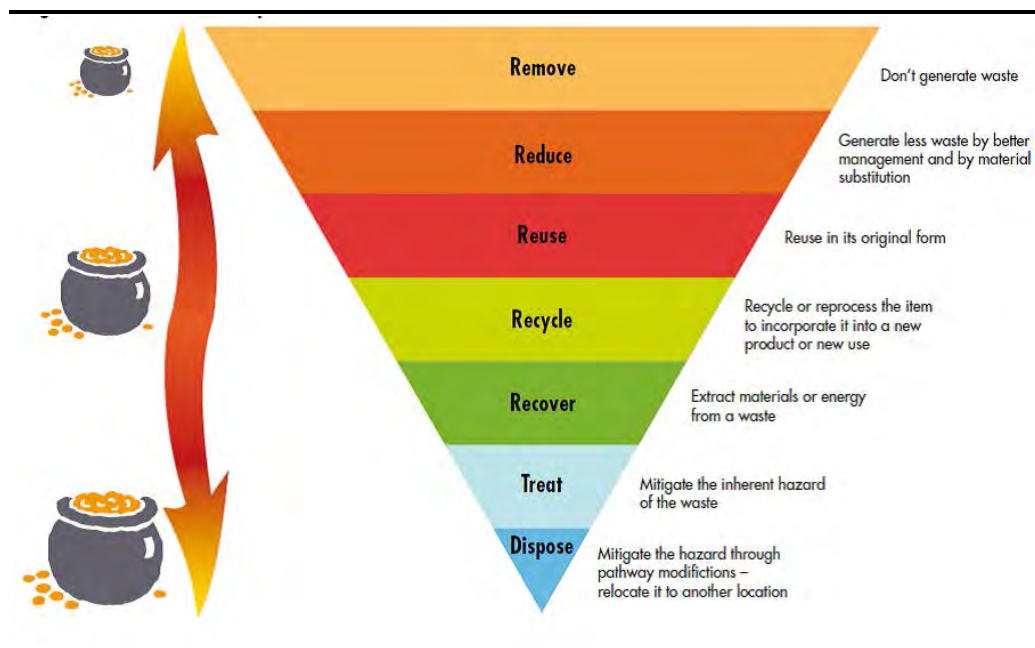 Remove
Don't generate waste
Reduce
Generate less waste by better
management and by material
substitution
Reuse
Reuse in its original form
Recycle
Recycle or reprocess the item
to incorporate it into a new
product or new use
Recover
Extract materials or energy
from a waste
Treat
Mitigate the inherent hazard
of the waste
Dispose
Mitigate the hazard through
pathway modifictions –
relocate it to another location